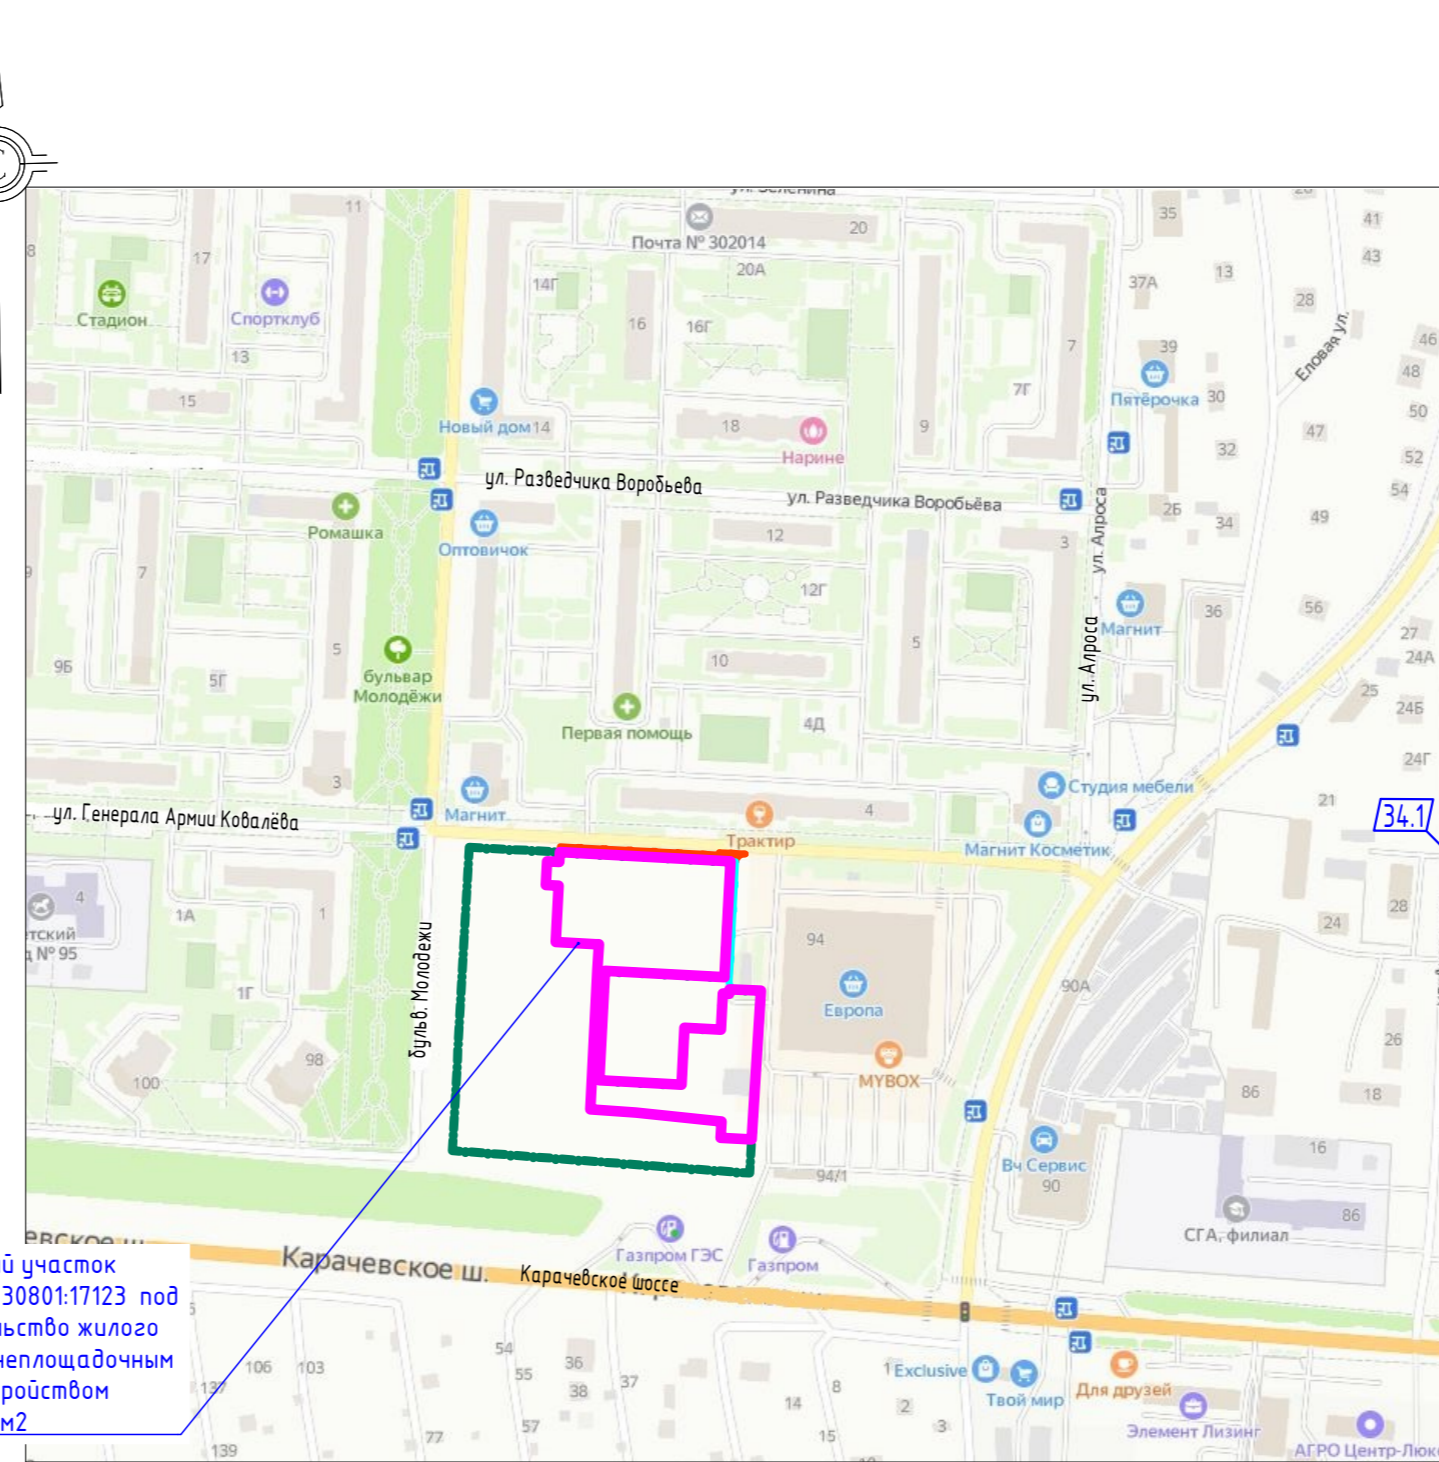 С
ул. Зеленина
11
35
41
20
Почта № 302014
43
17
20А
13
37А
14Г
28
Стадион
Спортклуб
16
16Г
Еловая ул.
46
13
7
39
48
7Г
Пятёрочка
30
15
50
Новый дом
14
18
9
47
Нарине
32
52
ул. Разведчика Воробьева
54
ул. Разведчика Воробьёва
26
Ромашка
49
12
34
Оптовичок
3
ул. Алроса
7
12Г
56
36
Магнит
27
5
5
ул. Алроса
24А
9Б
10
бульвар
5Г
Молодёжи
25
24Б
4Д
Первая помощь
24Г
3
Студия мебели
21
34.1
ул. Генерала Армии Ковалёва
Магнит
4
Трактир
Магнит Косметик
4
28
1А
1
24
№ 95
94
бульв. Молодежи
90А
1Г
Европа
26
98
100
MYBOX
86
18
16
Вч Сервис
94/1
90
86
СГА, филиал
Газпром ГЭС
Газпром
Карачевское ш.
Карачевское шоссе
участок
30801:17123 под
жилого
54
106
103
36
1
Exclusive
55
37
38
8
Для друзей
137
14
2
Твой мир
м2
57
3
Элемент Лизинг
77
15
139
АГРО Центр-Люкс